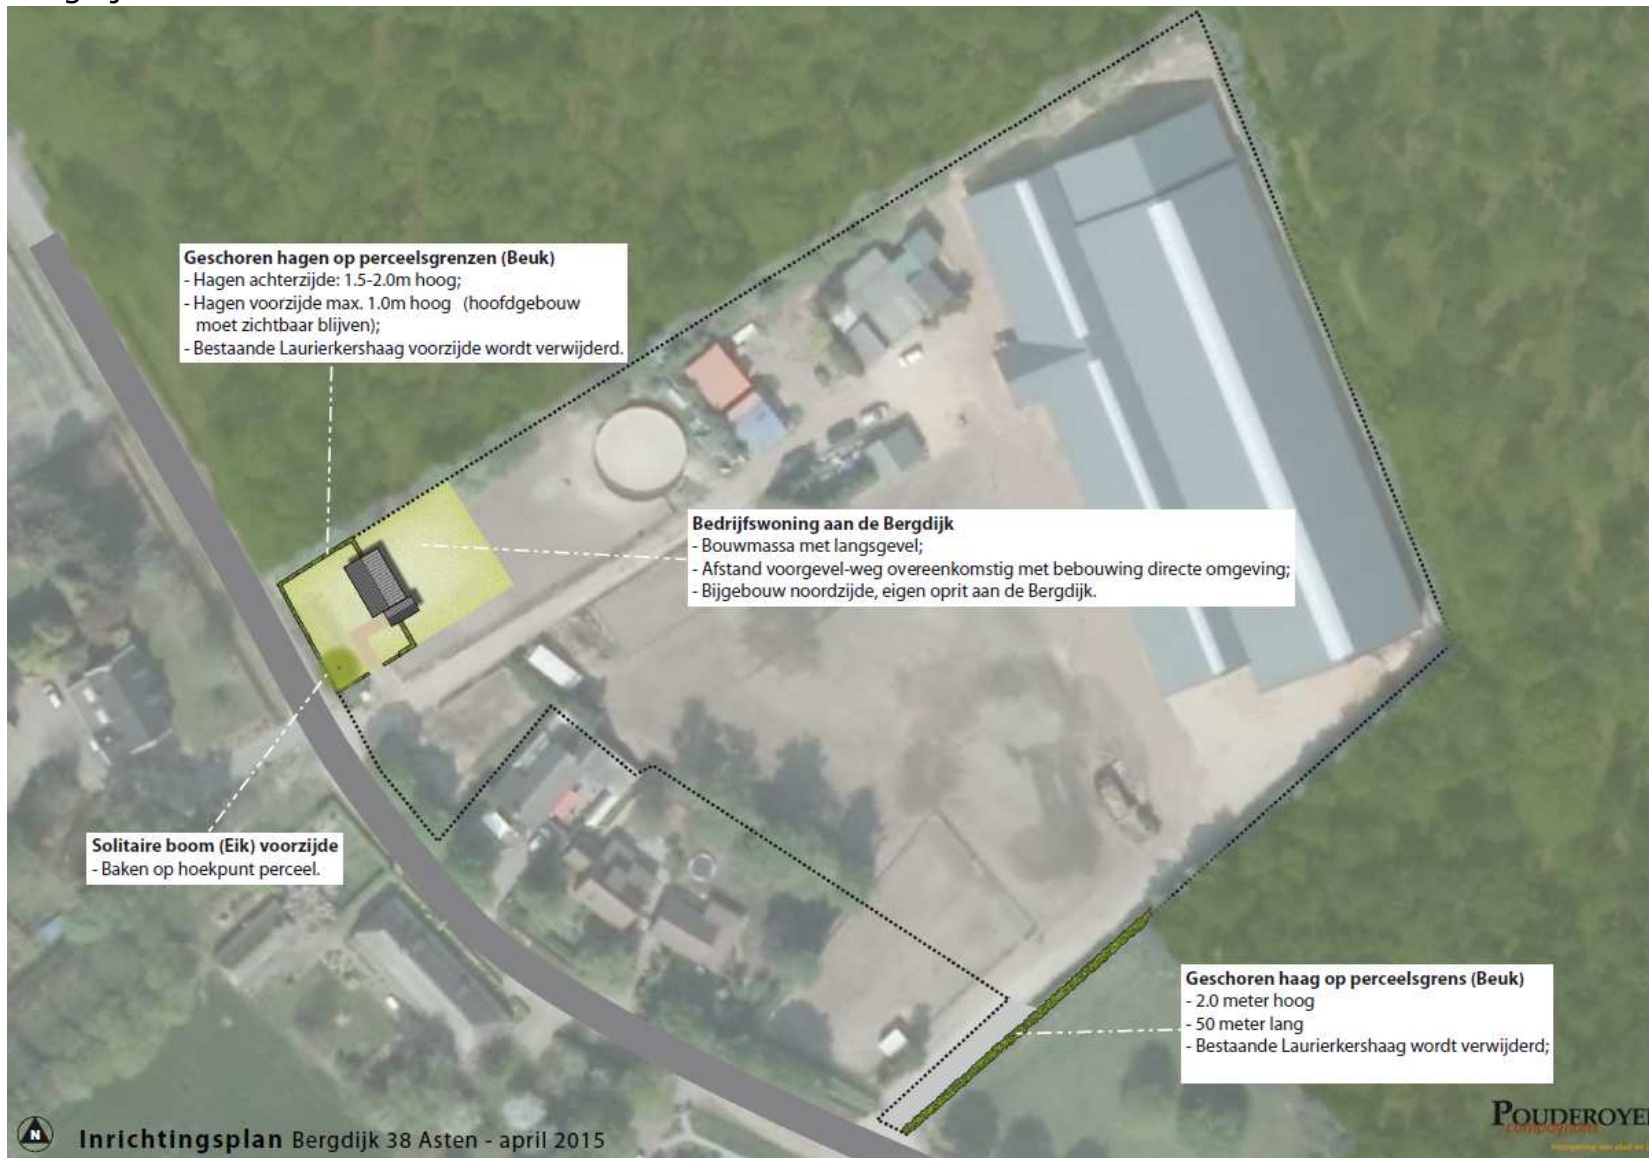 Geschoren hagen op perceelsgrenzen (Beuk)
- Hagen achterzijde: 1.5-2.0m hoog;
- Hagen voorzijde max. 1.0m hoog (hoofdgebouw
moet zichtbaar blijven);
- Bestaande Laurierkershaag voorzijde wordt verwijderd.
Bedrijfswoning aan de Bergdijk
- Bouwmassa met langsgevel;
- Afstand voorgevel-weg overeenkomstig met bebouwing directe omgeving;
- Bijgebouw noordzijde, eigen oprit aan de Bergdijk.
Solitaire boom (Eik) voorzijde
- Baken op hoekpunt perceel.
Geschoren haag op perceelsgrens (Beuk)
- 2.0 meter hoog
- 50 meter lang
- Bestaande Laurierkershaag wordt verwijderd;
N
Inrichtingsplan Bergdijk 38 Asten - april 2015
POUDEROYEN